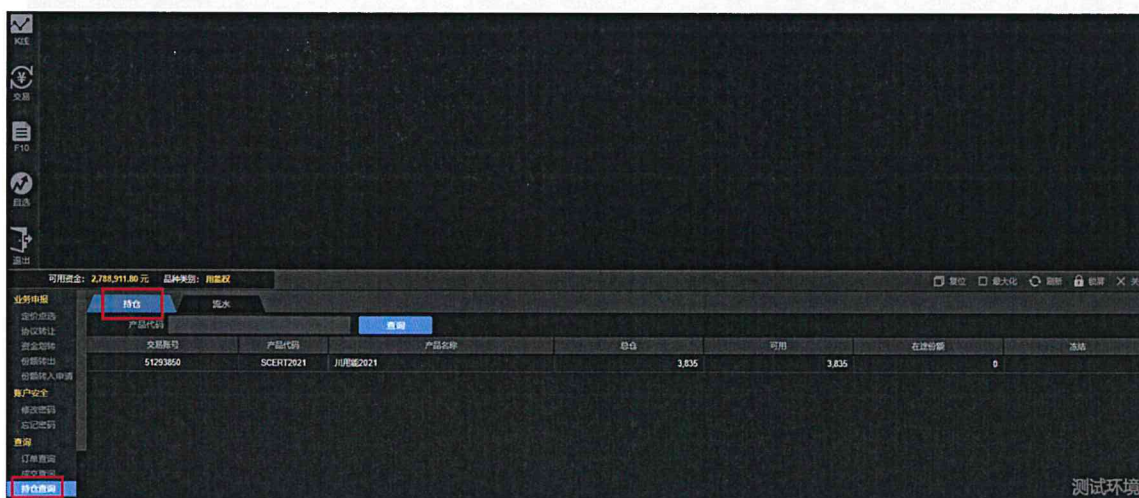 K线
交易
F10
自选
退出
可用资金: 2,788,911.80 元 品种类别: 用能权
复位 最大化 刷新 锁屏 关
业务申报
定价点选
协议转让
资金划转
份额转出
份额转入申请
账户安全
修改密码
忘记密码
查询
订单查询
成交查询
持仓查询
持仓 流水
产品代码 查询
交易账号 产品代码 产品名称 总仓 可用 在途份额 冻结
51293850 SCERT2021 川用能2021 3,835 3,835 0
测试环境